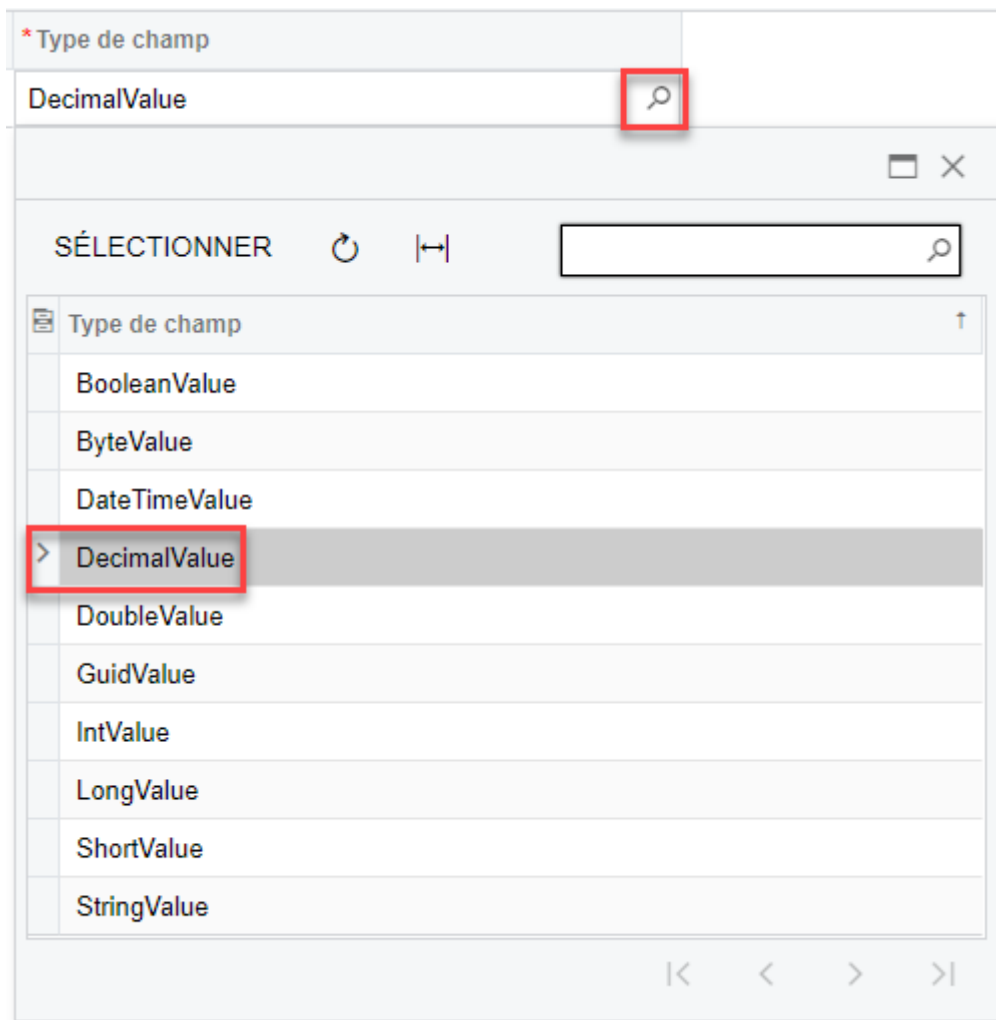 * Type de champ
DecimalValue
SÉLECTIONNER
Type de champ
BooleanValue
ByteValue
DateTimeValue
DecimalValue
DoubleValue
GuidValue
IntValue
LongValue
ShortValue
StringValue